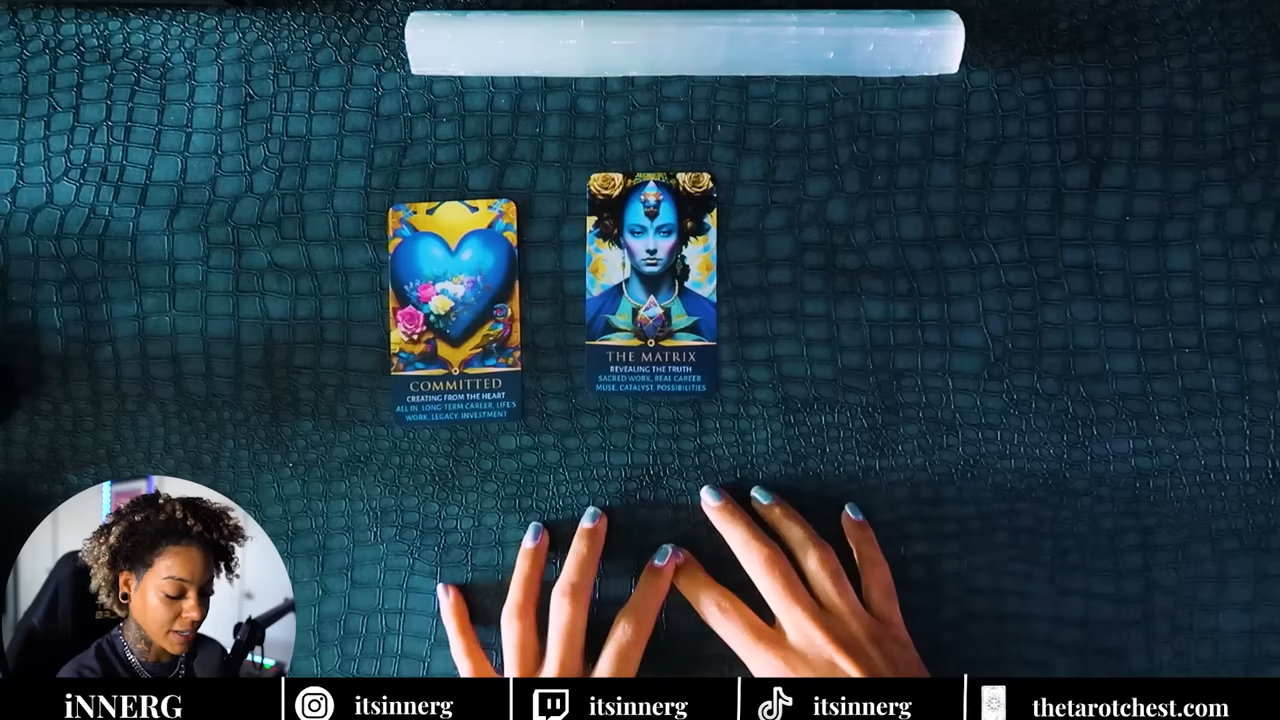 THE MATRIX
REVEALING THE TRUTH
SACRED WORK, REAL CAREER
MUSE, CATALYST, POSSIBILITIES
COMMITTED
CREATING FROM THE HEART
ALL IN, LONG-TERM CAREER, LIFE'S
WORK, LEGACY, INVESTMENT
iNNERG
itsinnerg
itsinnerg
itsinnerg
thetarotchest.com